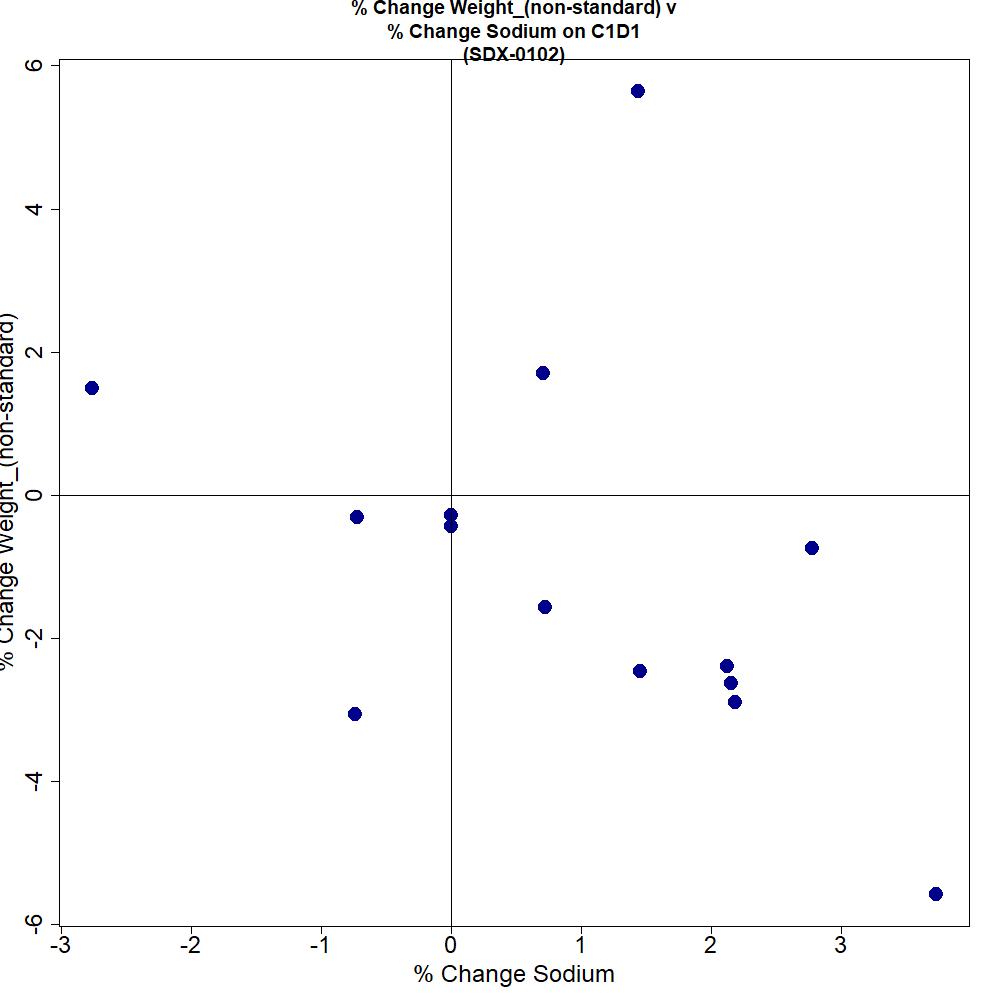 % Change Weight_(non-standard) v
% Change Sodium on C1D1
(SDX-0102)
% Change Weight_(non-standard)
6
4
2
0
-2
-4
-6
-3
-2
-1
0
1
2
3
% Change Sodium